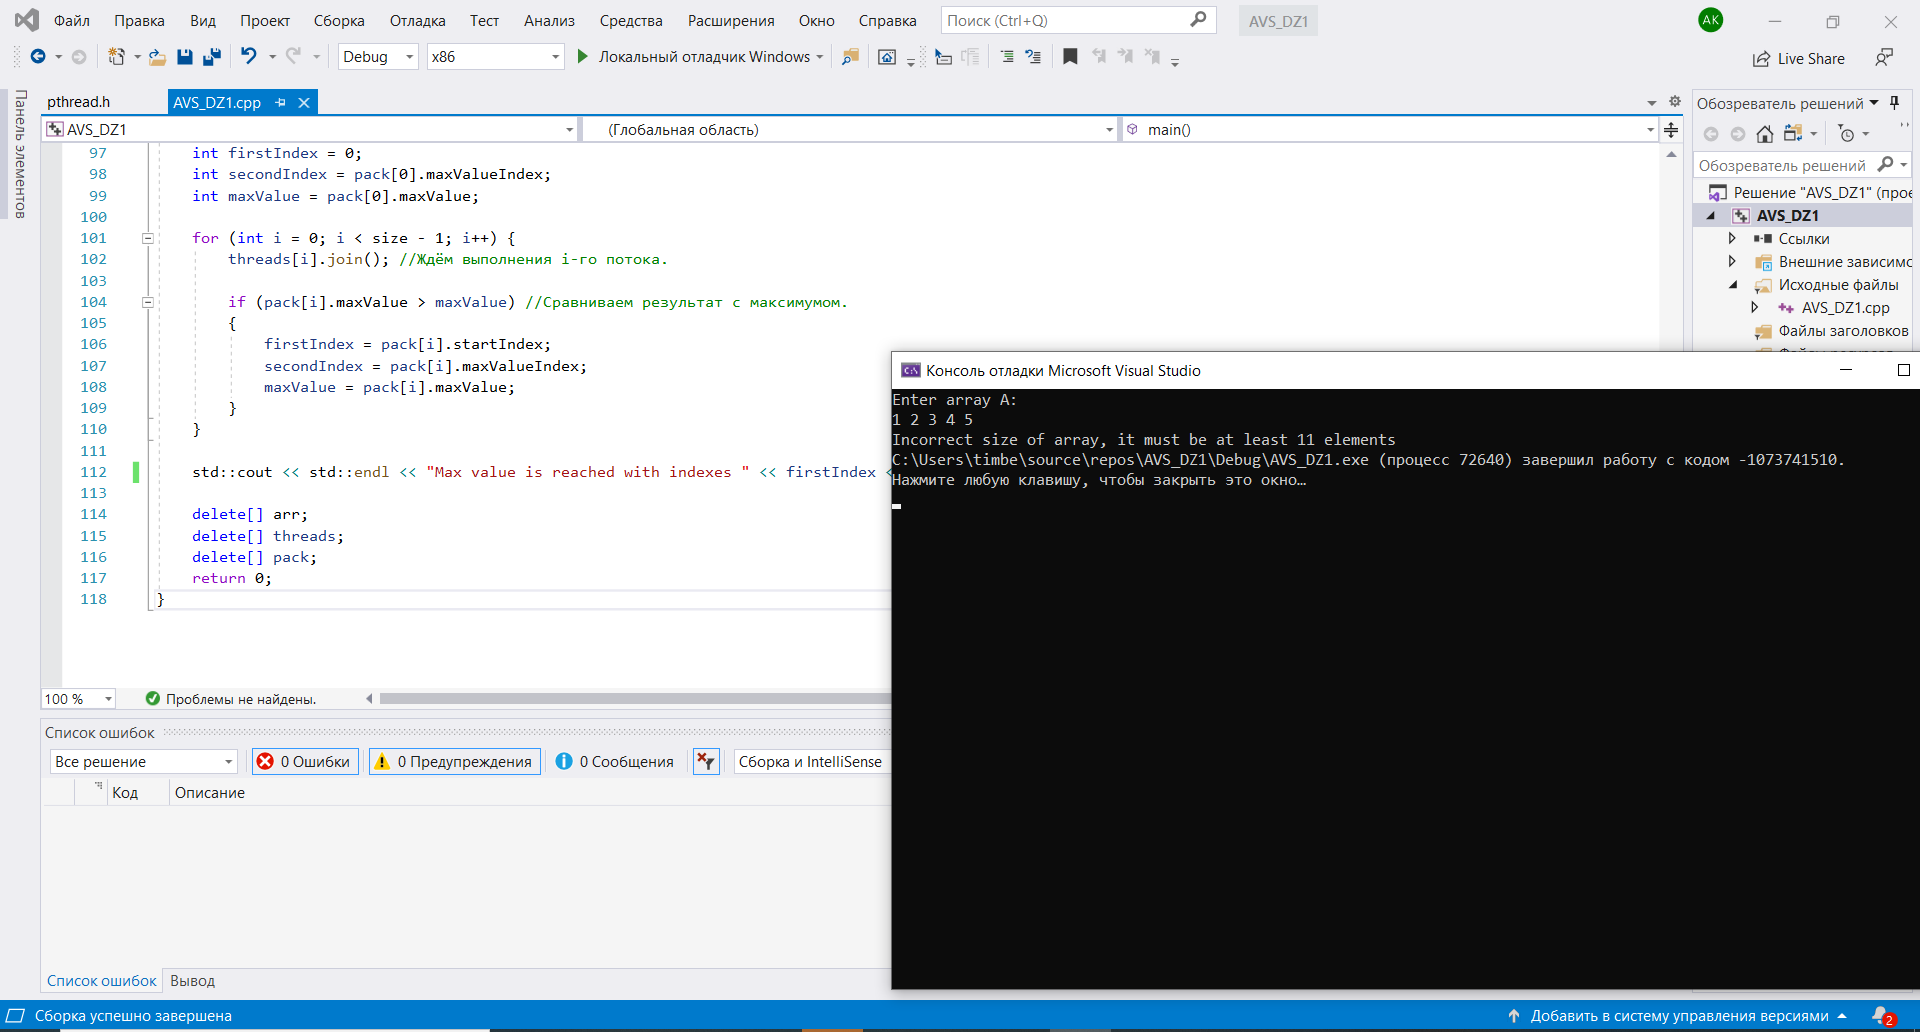 Файл Правка Вид Проект Сборка Отладка Тест Анализ Средства Расширения Окно Справка Поиск (Ctrl+Q) AVS_DZ1 AK
Debug x86 Локальный отладчик Windows Live Share
Панель элементов
pthread.h AVS_DZ1.cpp
AVS_DZ1 (Глобальная область) main()
97 int firstIndex = 0;
98 int secondIndex = pack[0].maxValueIndex;
99 int maxValue = pack[0].maxValue;
100
101 for (int i = 0; i < size - 1; i++) {
102 threads[i].join(); //Ждём выполнения i-го потока.
103
104 if (pack[i].maxValue > maxValue) //Сравниваем результат с максимумом.
105 {
106 firstIndex = pack[i].startIndex;
107 secondIndex = pack[i].maxValueIndex;
108 maxValue = pack[i].maxValue;
109 }
110 }
111
112 std::cout << std::endl << "Max value is reached with indexes " << firstIndex <
113
114 delete[] arr;
115 delete[] threads;
116 delete[] pack;
117 return 0;
118 }
100 % Проблемы не найдены.
Обозреватель решений
Обозреватель решений
Решение "AVS_DZ1" (прое
AVS_DZ1
Ссылки
Внешние зависимс
Исходные файлы
AVS_DZ1.cpp
Файлы заголовков
Консоль отладки Microsoft Visual Studio
Enter array A:
1 2 3 4 5
Incorrect size of array, it must be at least 11 elements
C:\Users\timbe\source\repos\AVS_DZ1\Debug\AVS_DZ1.exe (процесс 72640) завершил работу с кодом -1073741510.
Нажмите любую клавишу, чтобы закрыть это окно…
Список ошибок
Все решение 0 Ошибки 0 Предупреждения 0 Сообщения Сборка и IntelliSense
Код Описание
Список ошибок Вывод
Сборка успешно завершена Добавить в систему управления версиями 2